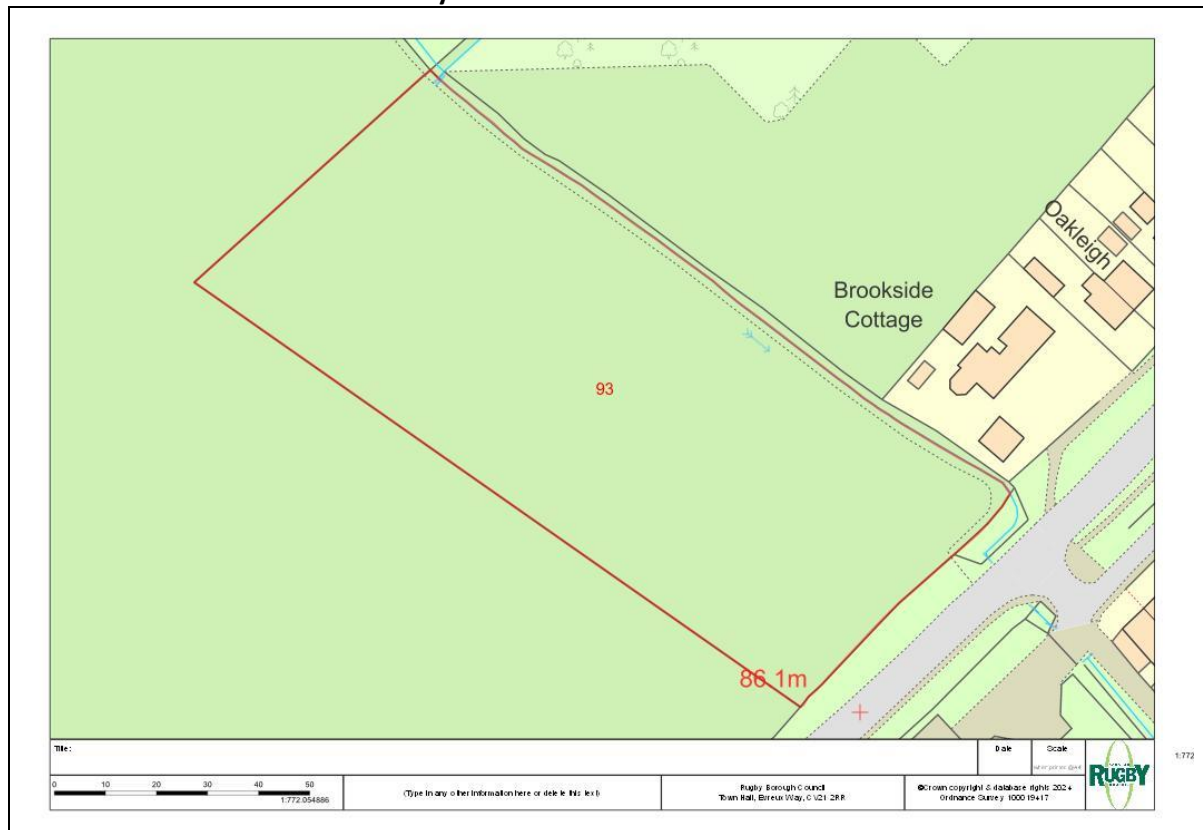 Oakleigh
Brookside
Cottage
93
86.1m
Title:
Date
Scale
0 10 20 30 40 50
1:772.054886
(Type in any other information here or delete this text)
Rugby Borough Council
Town Hall, Evreux Way, CV21 2RR
©Crown copyright & database rights 2024
Ordnance Survey 100019417
RUGBY
1:772